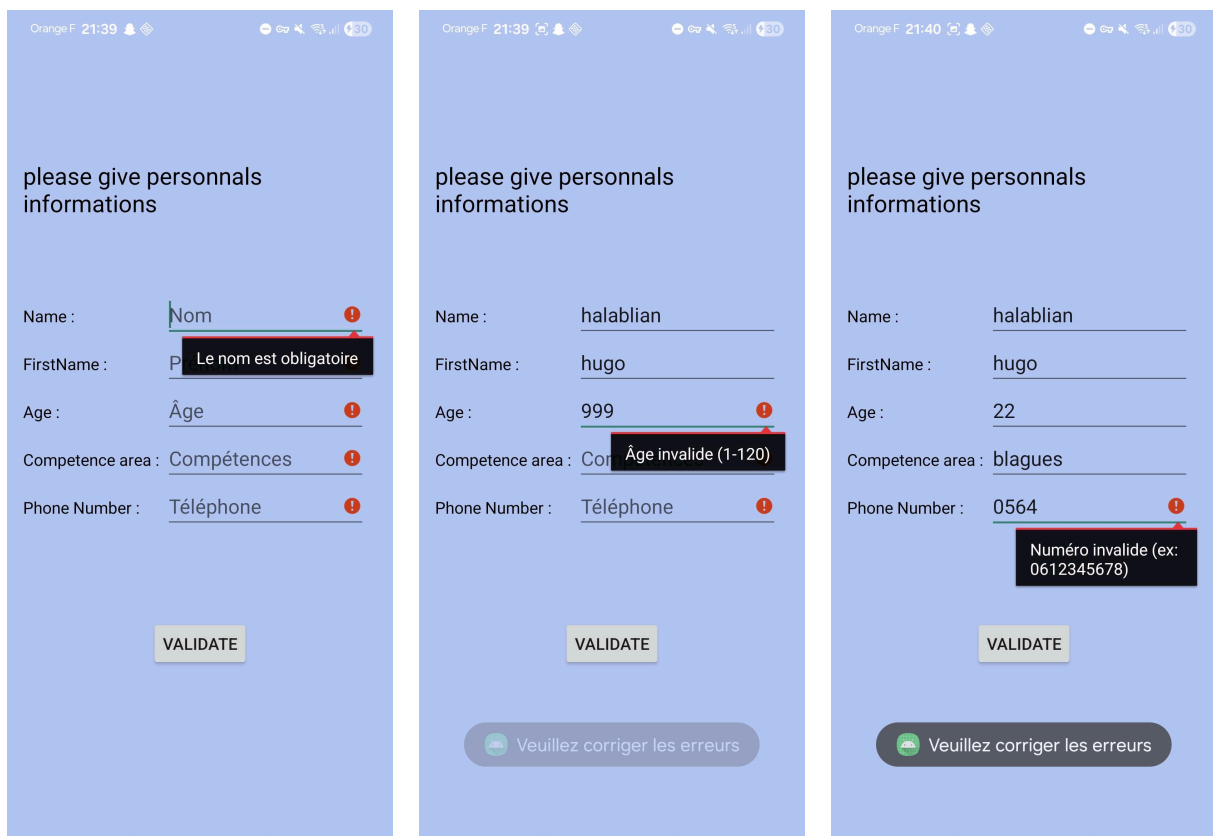 Orange F 21:39
30
please give personnals
informations
Name :
Nom
Le nom est obligatoire
FirstName :
Age :
Âge
Competence area :
Compétences
Phone Number :
Téléphone
VALIDATE
Orange F 21:39
30
please give personnals
informations
Name :
halablian
FirstName :
hugo
Age :
999
Âge invalide (1-120)
Competence area :
Phone Number :
Téléphone
VALIDATE
Veuillez corriger les erreurs
Orange F 21:40
30
please give personnals
informations
Name :
halablian
FirstName :
hugo
Age :
22
Competence area :
blagues
Phone Number :
0564
Numéro invalide (ex:
0612345678)
VALIDATE
Veuillez corriger les erreurs